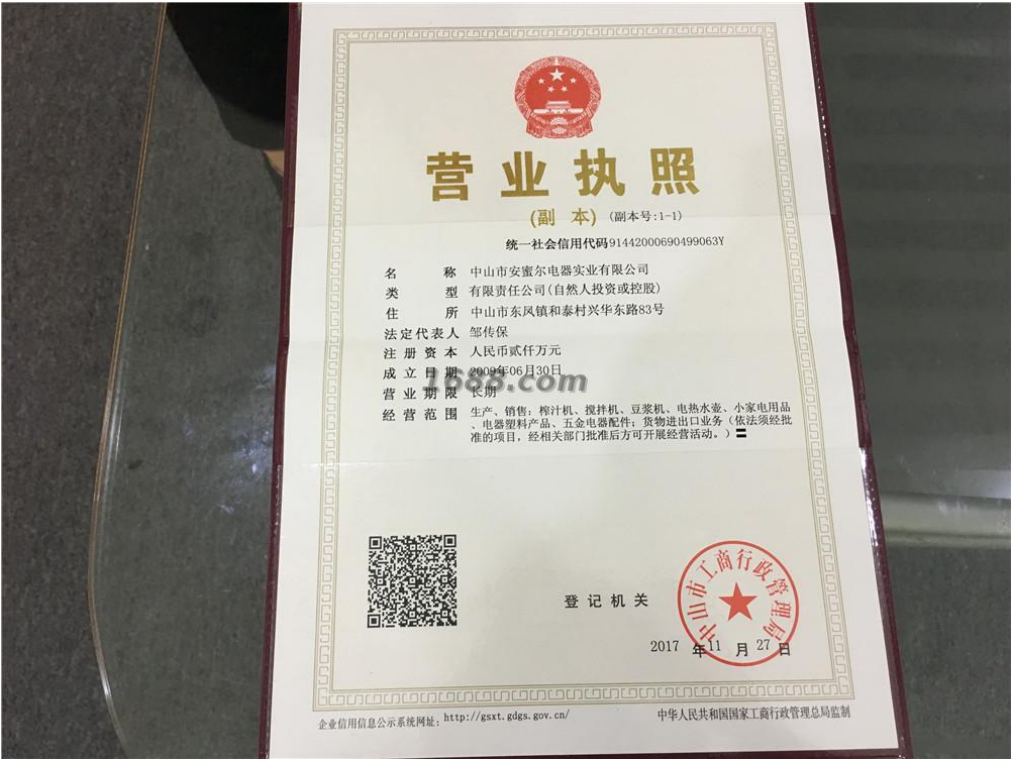 营业执照
(副 本) (副本号:1-1)
统一社会信用代码91442000690499063Y
名 称 中山市安蜜尔电器实业有限公司
类 型 有限责任公司(自然人投资或控股)
住 所 中山市东凤镇和泰村兴华东路83号
法定代表人 邹传保
注册资本 人民币贰仟万元
成立日期 2009年06月30日
1688.com
营业期限 长期
经营范围 生产、销售:榨汁机、搅拌机、豆浆机、电热水壶、小家电用品
、电器塑料产品、五金电器配件;货物进出口业务(依法须经批
准的项目,经相关部门批准后方可开展经营活动。)
中山市工商行政管理局
登记机关
2017 年 11 月 27 日
企业信用信息公示系统网址: http://gsxt.gdgs.gov.cn/
中华人民共和国国家工商行政管理总局监制